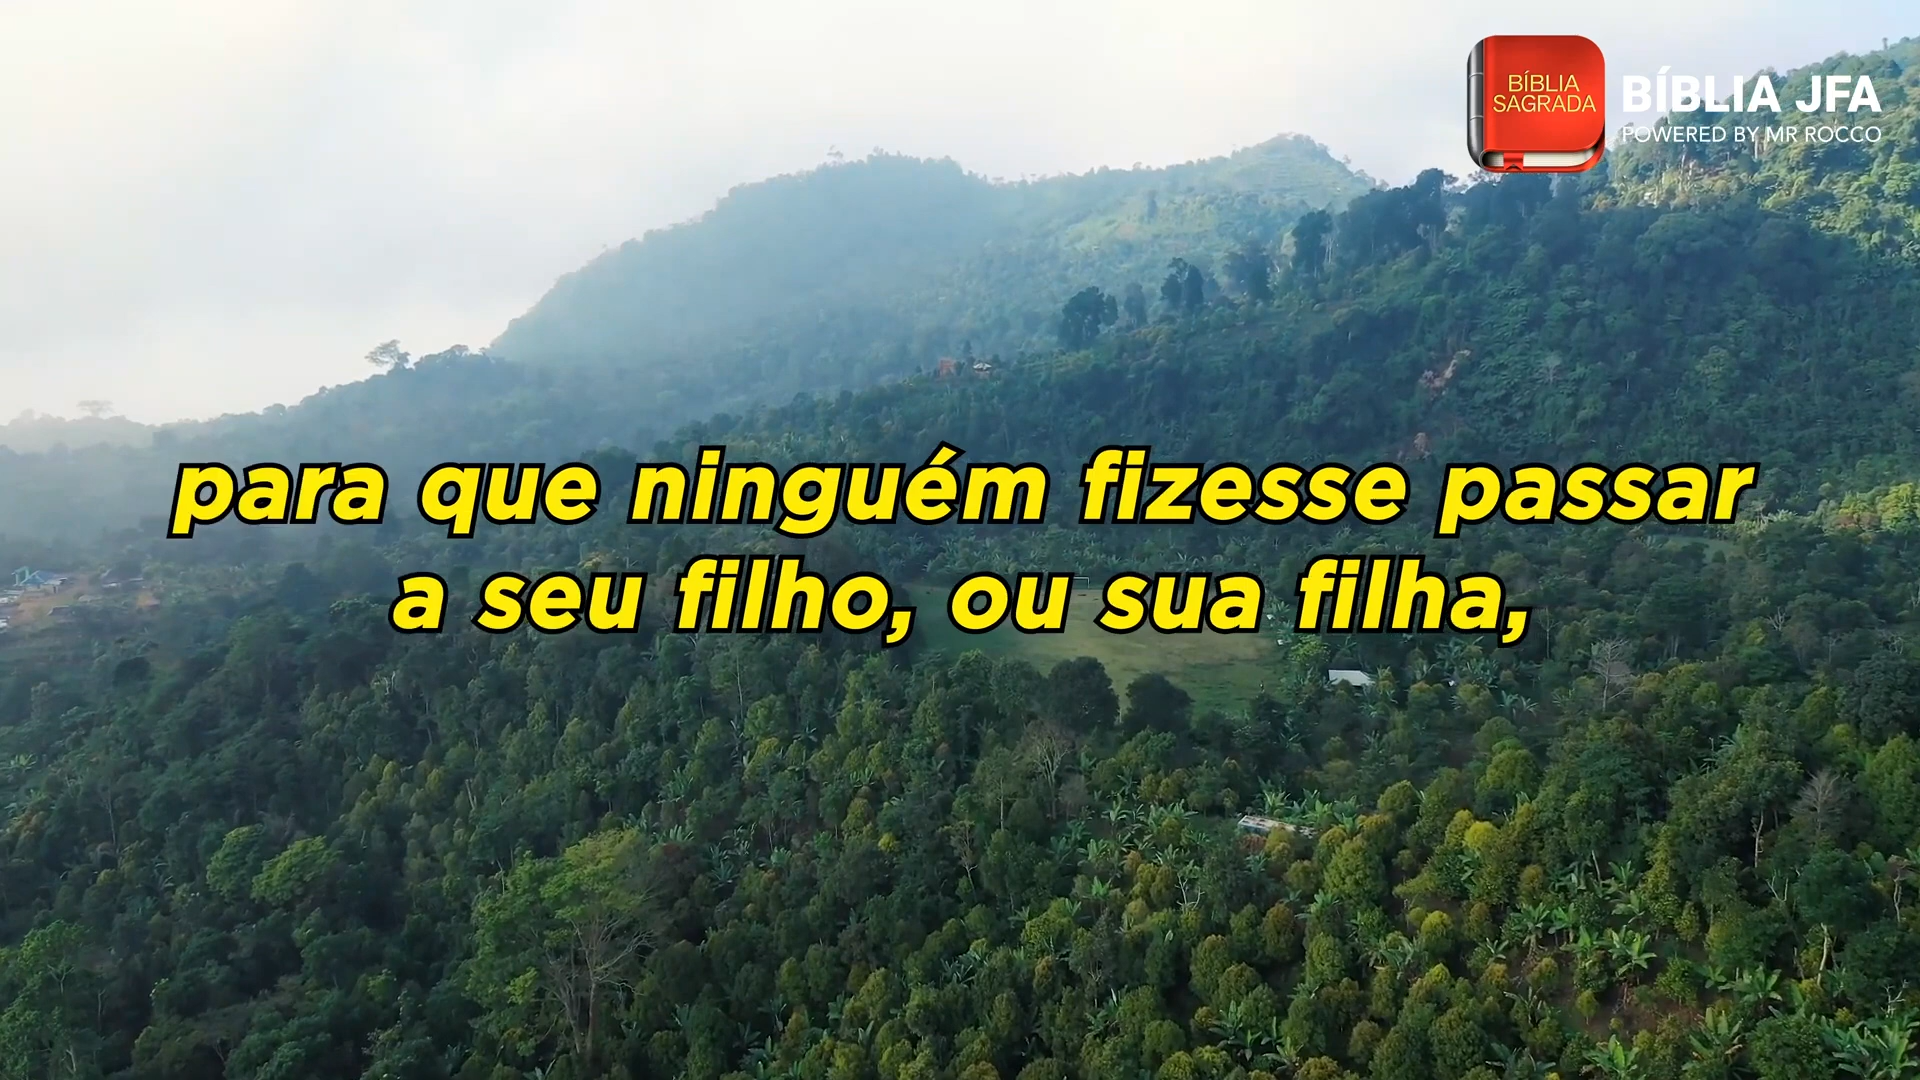 BÍBLIA
SAGRADA
BÍBLIA JFA
POWERED BY MR ROCCO
para que ninguém fizesse passar
a seu filho, ou sua filha,